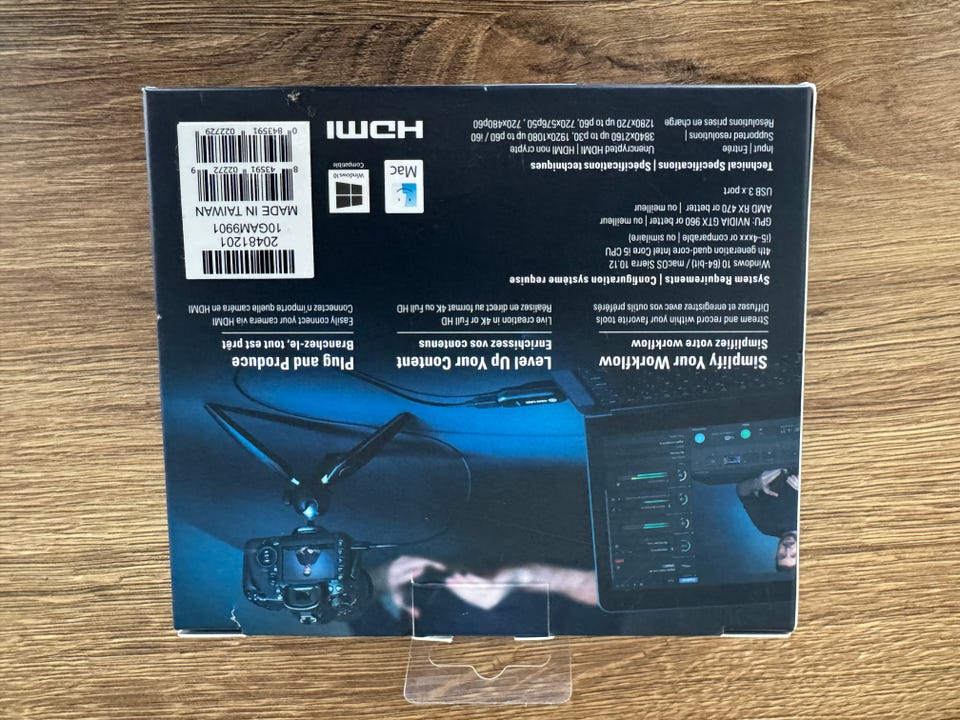 Simplify Your Workflow
Simplifiez votre workflow
Stream and record within your favorite tools
Diffusez et enregistrez avec vos outils préférés
Level Up Your Content
Enrichissez vos contenus
Live creation in 4K or Full HD
Réalisez en direct au format 4K ou Full HD
Plug and Produce
Branchez-le, tout est prêt
Easily connect your camera via HDMI
Connectez n'importe quelle caméra en HDMI
System Requirements | Configuration système requise
Windows 10 (64-bit) / macOS Sierra 10.12
4th generation quad-core Intel Core i5 CPU
(i5-4xxx or comparable | ou similaire)
GPU: NVIDIA GTX 960 or better | ou meilleur
AMD RX 470 or better | ou meilleur
USB 3.x port
Technical Specifications | Spécifications techniques
Input | Entrée
Unencrypted HDMI | HDMI non crypté
Supported resolutions |
Résolutions prises en charge
3840x2160 up to p30, 1920x1080 up to p60 / i60
1280x720 up to p60, 720x576p50, 720x480p60
Mac
Windows10
Compatible
HDMI
20481201
10GAM9901
MADE IN TAIWAN
8 43591 02272 9
0 843591 022729